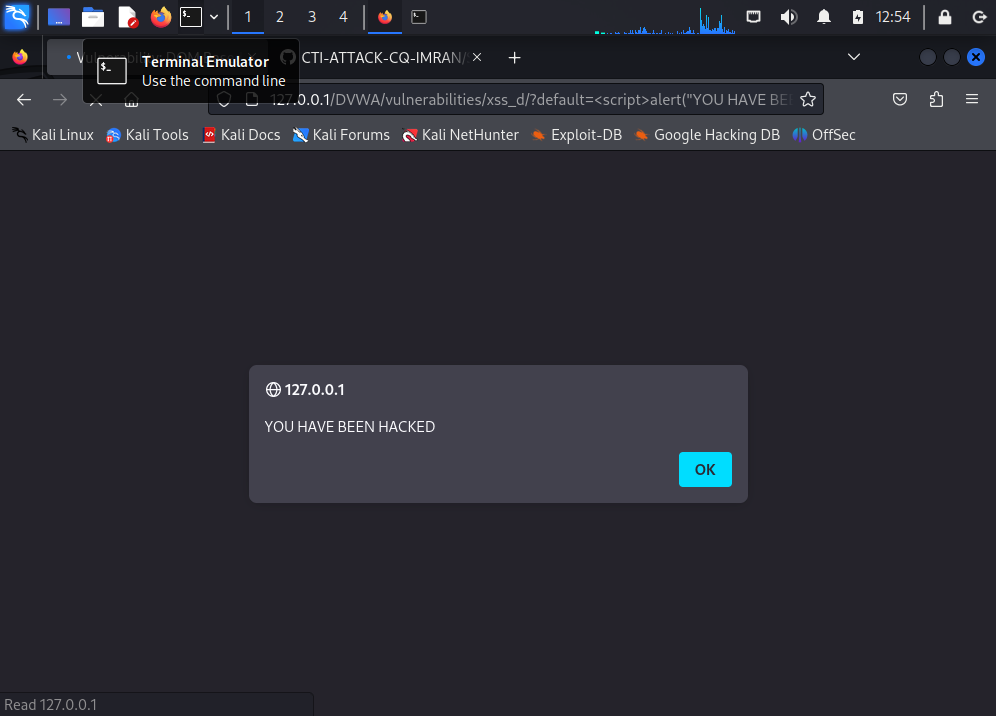 1 2 3 4 12:54
Terminal Emulator
Use the command line
CTI-ATTACK-CQ-IMRAN/
127.0.0.1/DVWA/vulnerabilities/xss_d/?default=<script>alert("YOU HAVE BE
Kali Linux Kali Tools Kali Docs Kali Forums Kali NetHunter Exploit-DB Google Hacking DB OffSec
127.0.0.1
YOU HAVE BEEN HACKED
OK
Read 127.0.0.1